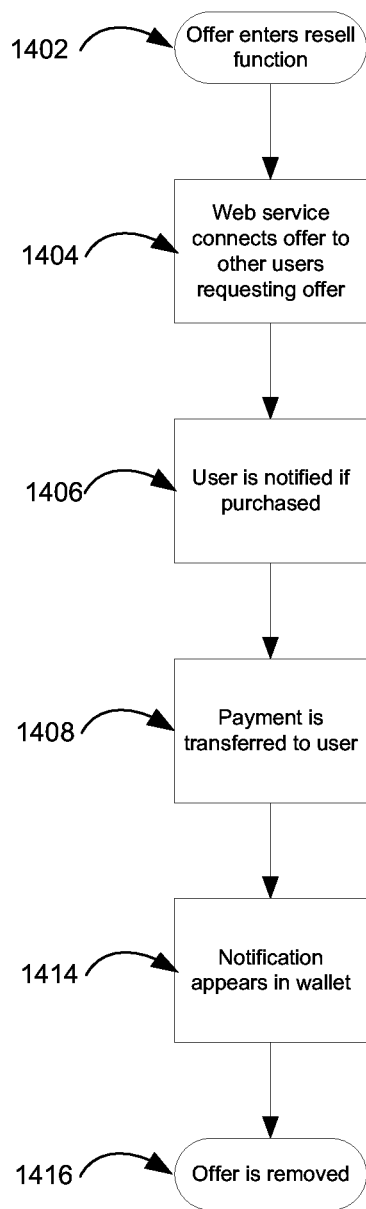 1402
Offer enters resell
function
1404
Web service
connects offer to
other users
requesting offer
1406
User is notified if
purchased
1408
Payment is
transferred to user
1414
Notification
appears in wallet
1416
Offer is removed